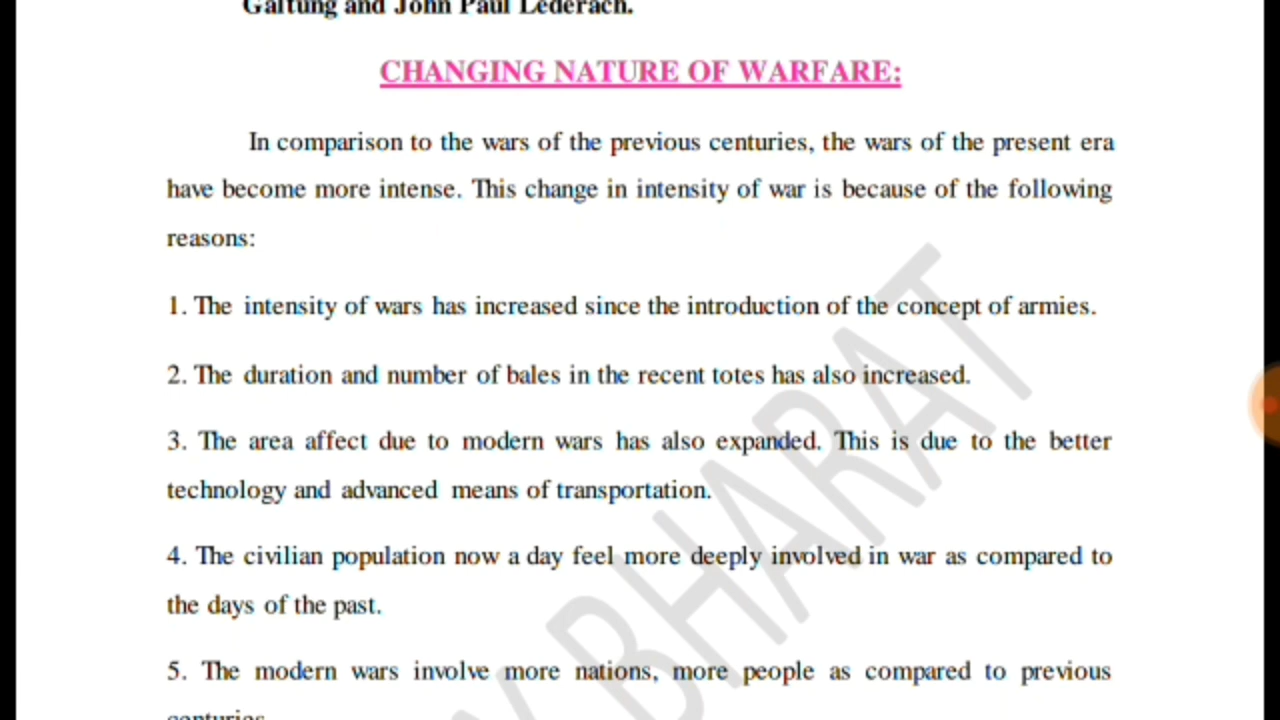 Galtung and John Paul Lederach.
CHANGING NATURE OF WARFARE:
In comparison to the wars of the previous centuries, the wars of the present era
have become more intense. This change in intensity of war is because of the following
reasons:
1. The intensity of wars has increased since the introduction of the concept of armies.
2. The duration and number of bales in the recent totes has also increased.
3. The area affect due to modern wars has also expanded. This is due to the better
technology and advanced means of transportation.
4. The civilian population now a day feel more deeply involved in war as compared to
the days of the past.
5. The modern wars involve more nations, more people as compared to previous
centuries
BHARAT